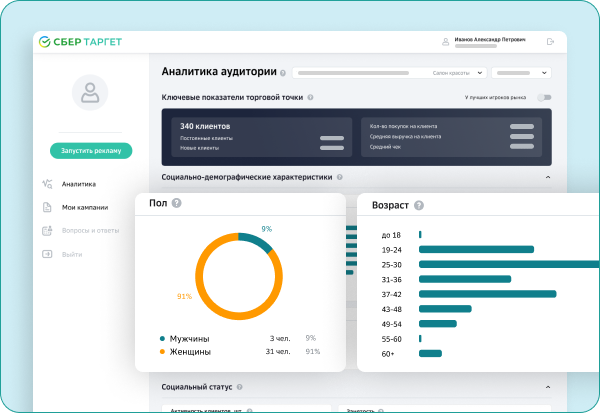 СБЕР ТАРГЕТ
Иванов Александр Петрович
Аналитика аудитории ?
Салон красоты
Ключевые показатели торговой точки ?
У лучших игроков рынка
340 клиентов
Постоянные клиенты
Новые клиенты
Кол-во покупок на клиента
Средняя выручка на клиента
Средний чек
Социально-демографические характеристики ?
Запустить рекламу
Аналитика
Мои кампании
Вопросы и ответы
Выйти
Пол ?
9%
91%
Мужчины 3 чел. 9%
Женщины 31 чел. 91%
Возраст ?
до 18
19-24
25-30
31-36
37-42
43-48
49-54
55-60
60+
Социальный статус ?